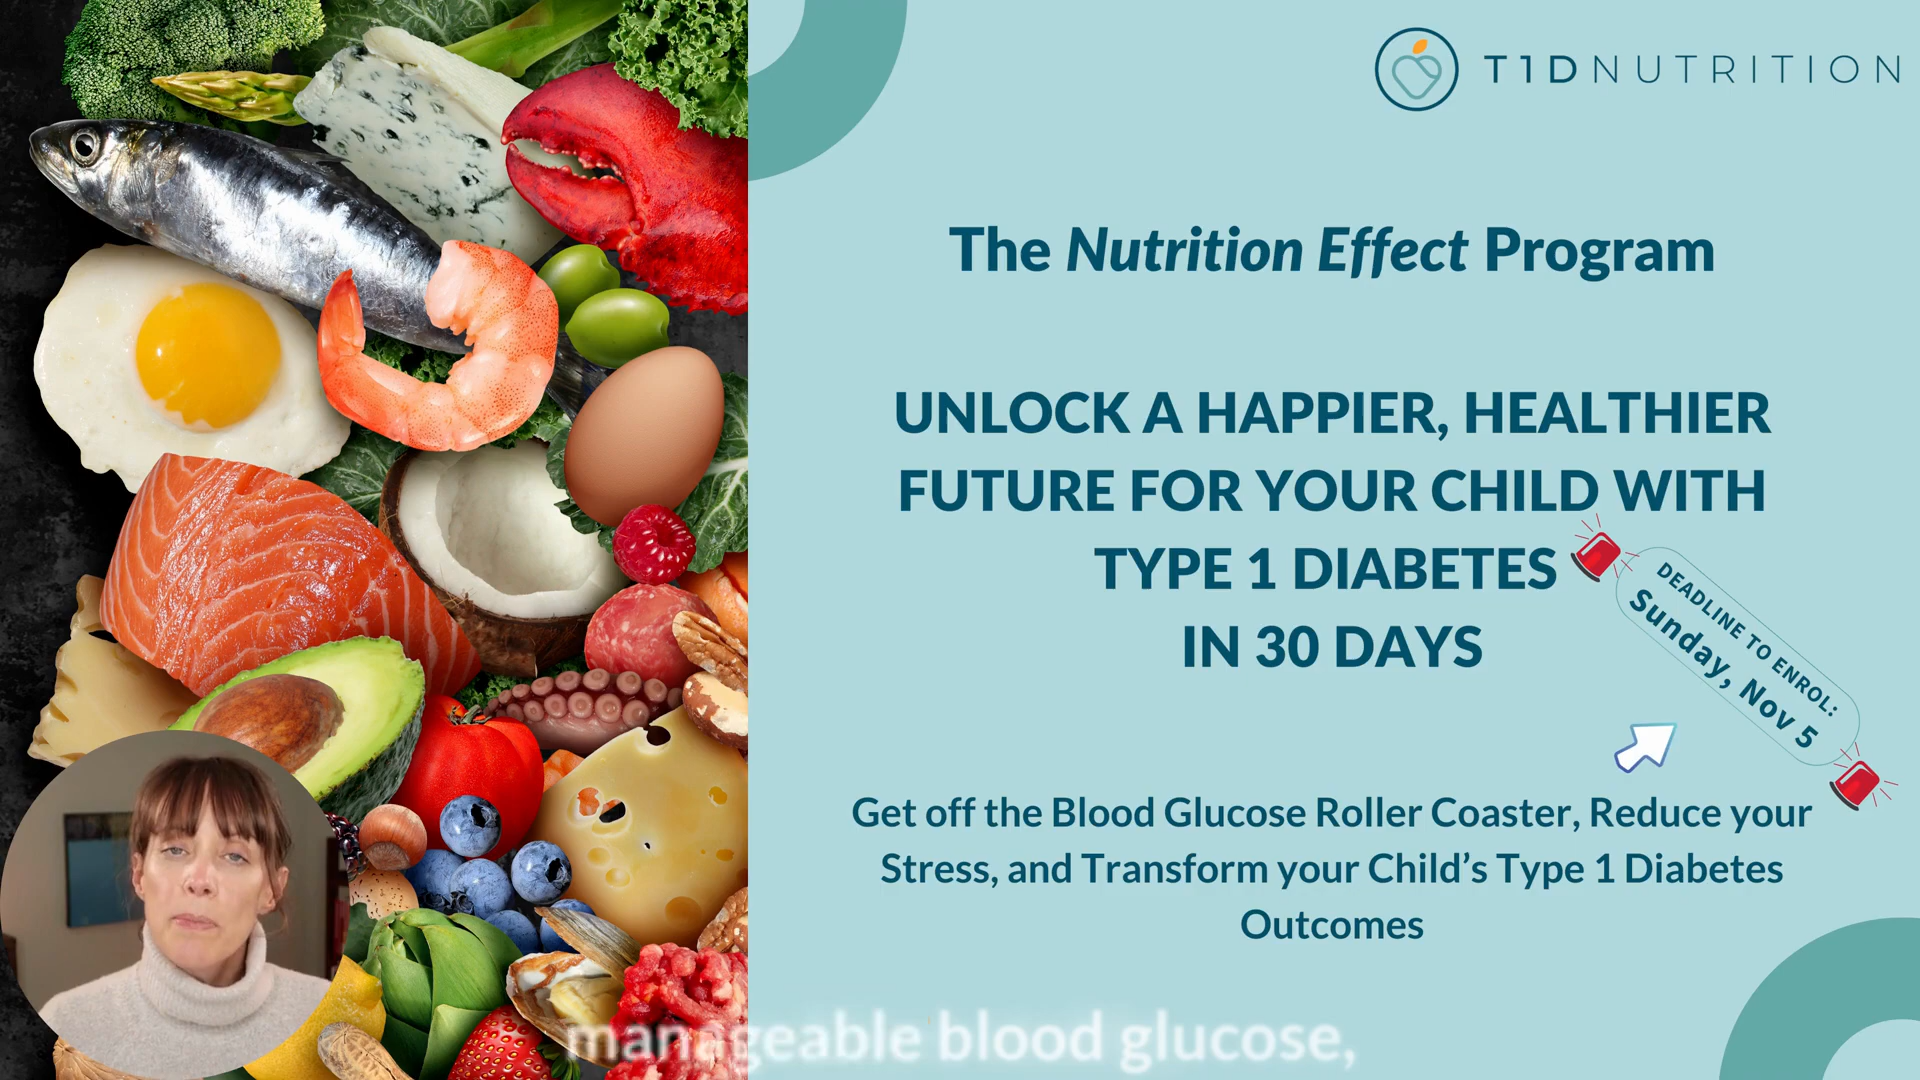 T1DNUTRITION
The Nutrition Effect Program
UNLOCK A HAPPIER, HEALTHIER
FUTURE FOR YOUR CHILD WITH
TYPE 1 DIABETES
IN 30 DAYS
DEADLINE TO ENROL:
Sunday, Nov 5
Get off the Blood Glucose Roller Coaster, Reduce your
Stress, and Transform your Child’s Type 1 Diabetes
Outcomes
manageable blood glucose,